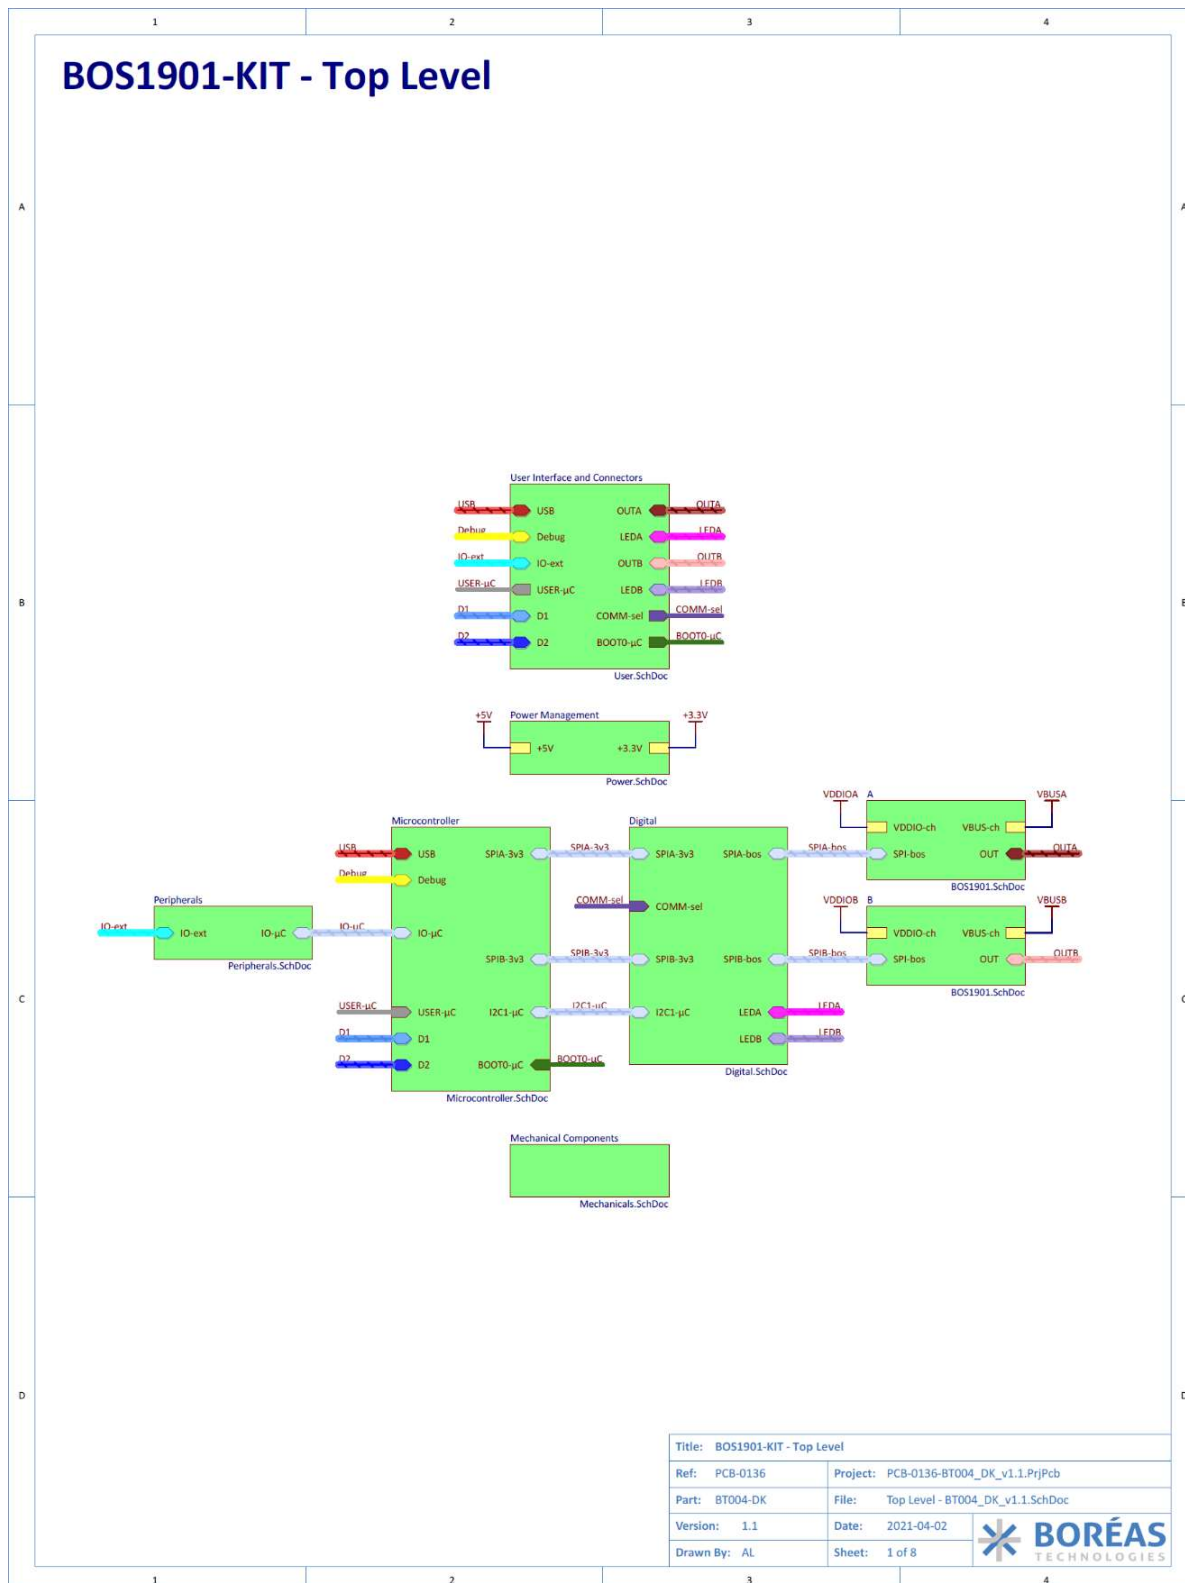 1 2 3 4
BOS1901-KIT - Top Level
A A
User Interface and Connectors
USB USB OUTA OUTA
Debug Debug LEDA LEDA
IO-ext IO-ext OUTB OUTB
USER-µC USER-µC LEDB LEDB
B
D1 D1 COMM-sel COMM-sel
D2 D2 BOOT0-µC BOOT0-µC
User.SchDoc
+5V Power Management +3.3V
+5V +3.3V
Power.SchDoc
VDDIOA A VBUSA
Microcontroller Digital VDDIO-ch VBUS-ch
USB USB SPIA-3v3 SPIA-3v3 SPIA-3v3 SPIA-bos SPIA-bos SPI-bos OUT OUTA
Debug Debug BOS1901.SchDoc
Peripherals COMM-sel COMM-sel VDDIOB B VBUSB
IO-ext IO-ext IO-µC IO-µC IO-µC VDDIO-ch VBUS-ch
Peripherals.SchDoc SPIB-3v3 SPIB-3v3 SPIB-3v3 SPIB-bos SPIB-bos SPI-bos OUT OUTB
BOS1901.SchDoc
C
USER-µC USER-µC I2C1-µC I2C1-µC I2C1-µC LEDA LEDA
D1 D1 LEDB LEDB
D2 D2 BOOT0-µC BOOT0-µC
Digital.SchDoc
Microcontroller.SchDoc
Mechanical Components
Mechanicals.SchDoc
D
Title: BOS1901-KIT - Top Level
Ref: PCB-0136 Project: PCB-0136-BT004_DK_v1.1.PrjPcb
Part: BT004-DK File: Top Level - BT004_DK_v1.1.SchDoc
Version: 1.1 Date: 2021-04-02
Drawn By: AL Sheet: 1 of 8
BORÉAS
TECHNOLOGIES
1 2 3 4